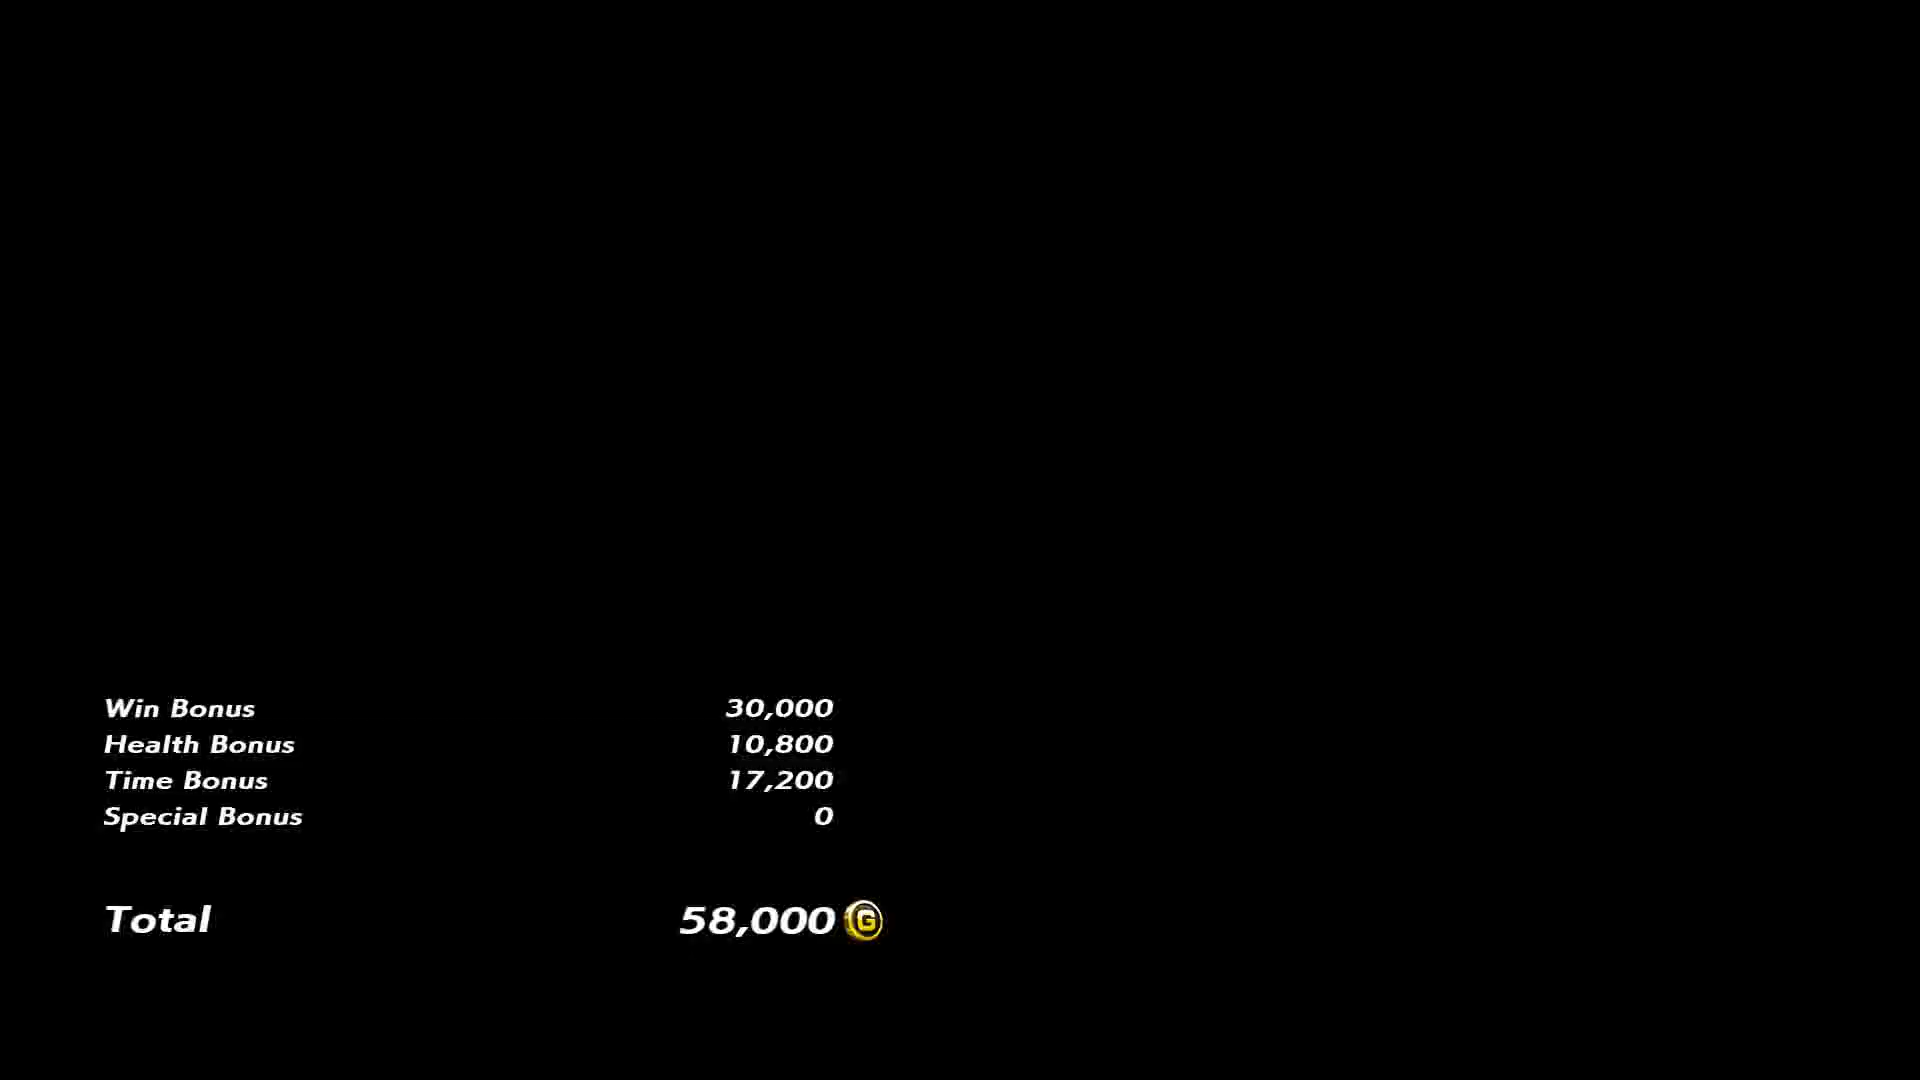 Win Bonus 30,000
Health Bonus 10,800
Time Bonus 17,200
Special Bonus 0
Total 58,000 G